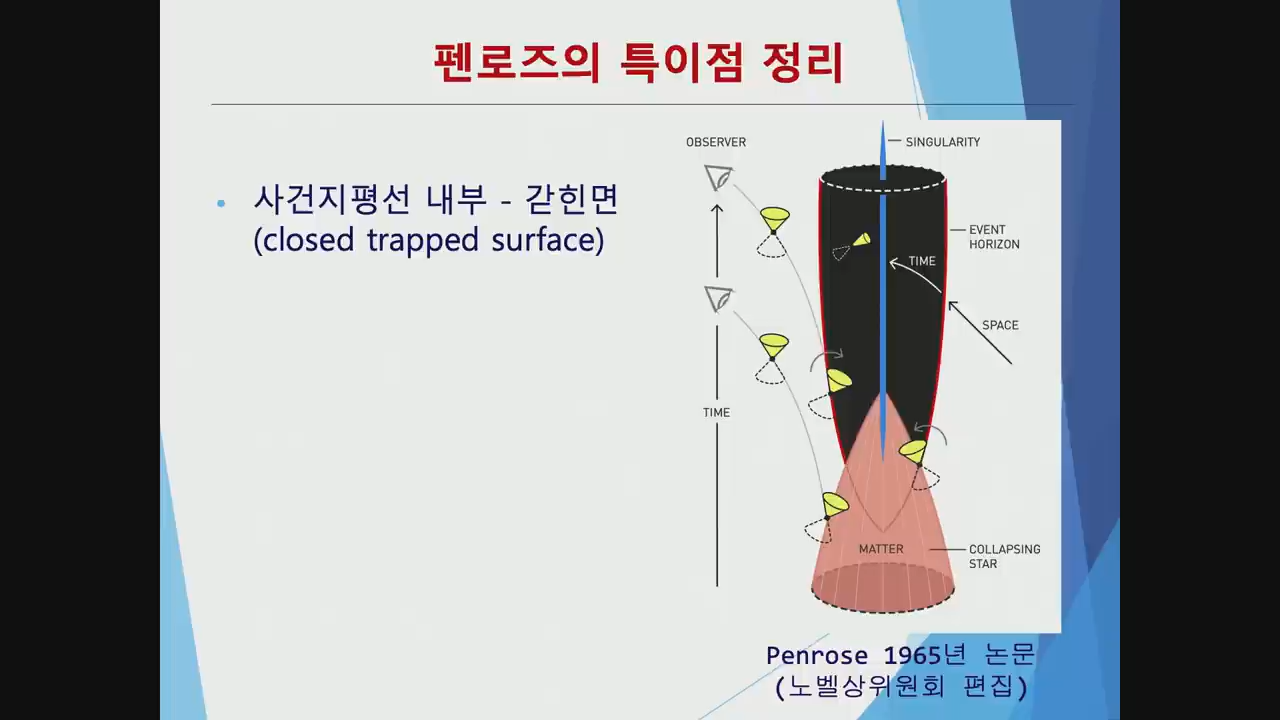 펜로즈의 특이점 정리
사건지평선 내부 - 갇힌면
(closed trapped surface)
OBSERVER
SINGULARITY
EVENT
HORIZON
TIME
SPACE
TIME
MATTER
COLLAPSING
STAR
Penrose 1965년 논문
(노벨상위원회 편집)